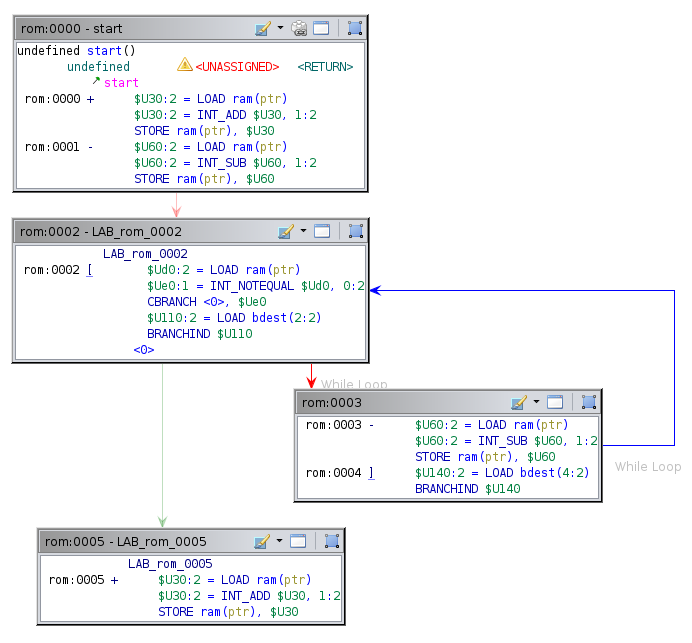 rom:0000 - start
undefined start()
undefined <UNASSIGNED> <RETURN>
start
rom:0000 + $U30:2 = LOAD ram(ptr)
$U30:2 = INT_ADD $U30, 1:2
STORE ram(ptr), $U30
rom:0001 - $U60:2 = LOAD ram(ptr)
$U60:2 = INT_SUB $U60, 1:2
STORE ram(ptr), $U60
rom:0002 - LAB_rom_0002
LAB_rom_0002
rom:0002 [ $Ud0:2 = LOAD ram(ptr)
$Ue0:1 = INT_NOTEQUAL $Ud0, 0:2
CBRANCH <0>, $Ue0
$U110:2 = LOAD bdest(2:2)
BRANCHIND $U110
<0>
While Loop
rom:0003
rom:0003 - $U60:2 = LOAD ram(ptr)
$U60:2 = INT_SUB $U60, 1:2
STORE ram(ptr), $U60
rom:0004 ] $U140:2 = LOAD bdest(4:2)
BRANCHIND $U140
While Loop
rom:0005 - LAB_rom_0005
LAB_rom_0005
rom:0005 + $U30:2 = LOAD ram(ptr)
$U30:2 = INT_ADD $U30, 1:2
STORE ram(ptr), $U30